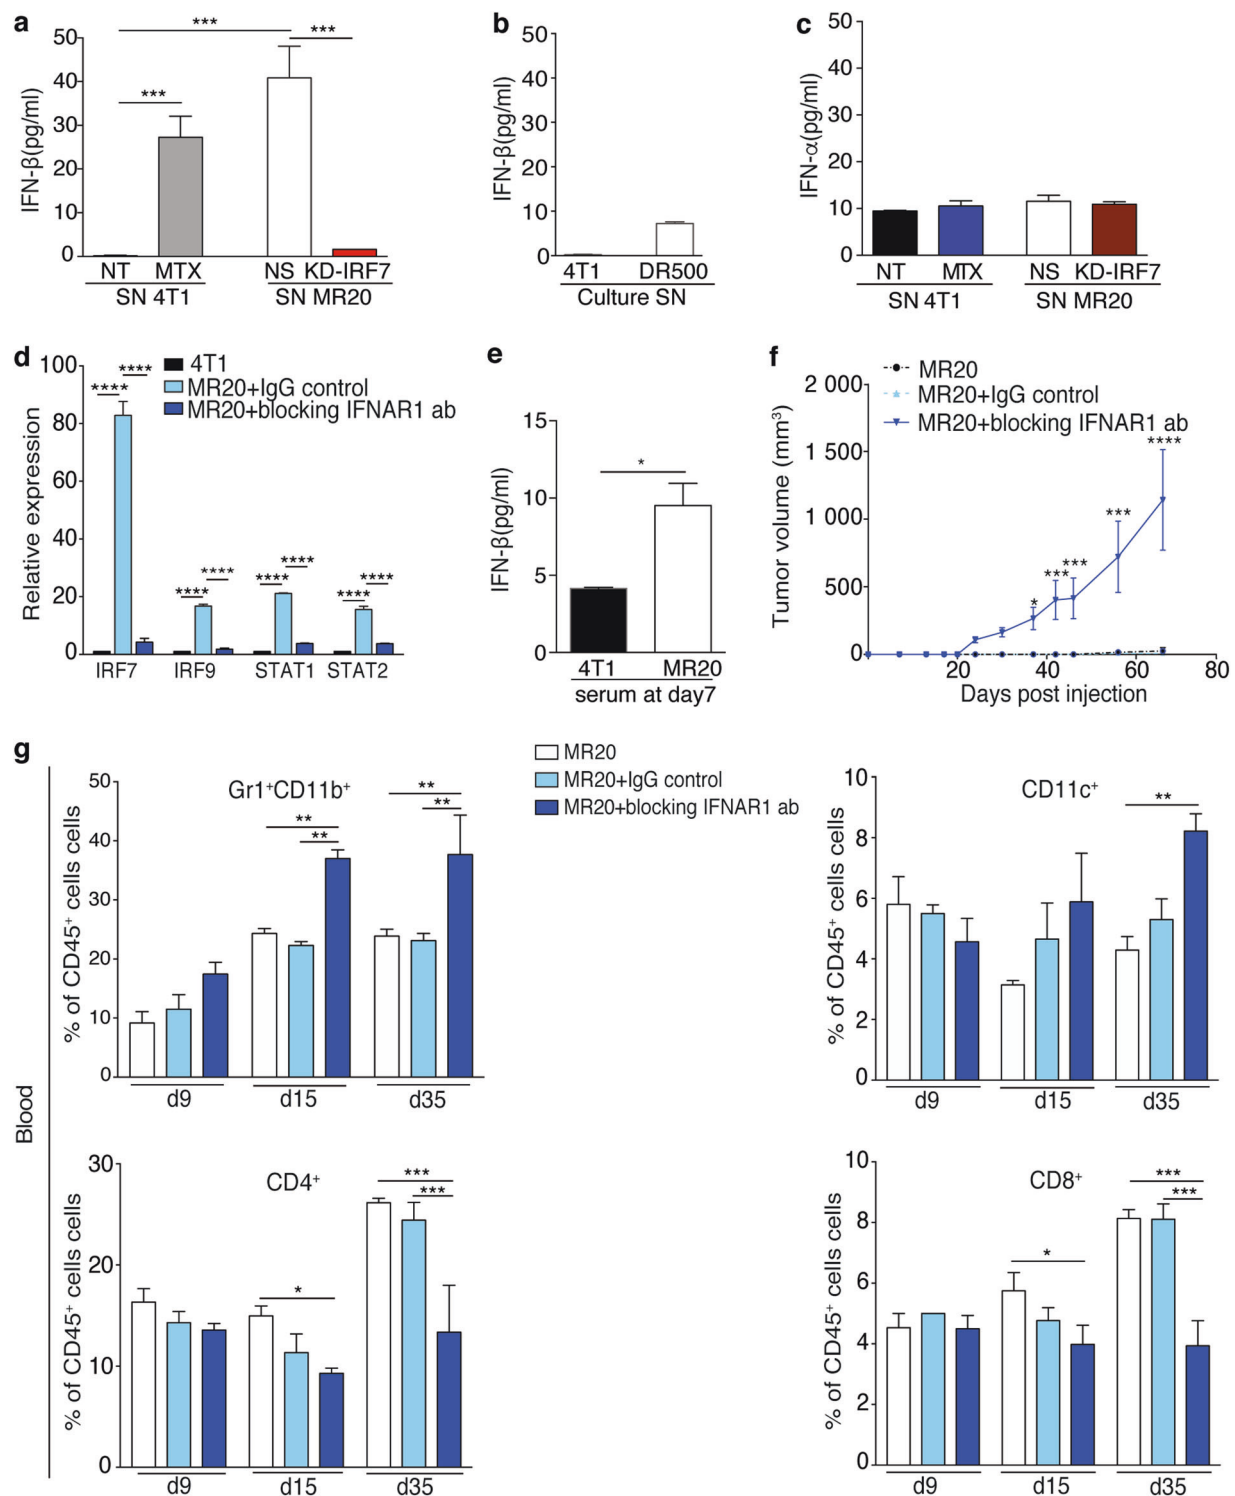 a
IFN-β(pg/ml)
50
40
30
20
10
0
***
***
***
NT MTX NS KD-IRF7
SN 4T1 SN MR20
b
IFN-β(pg/ml)
50
40
30
20
10
0
4T1 DR500
Culture SN
c
IFN-α(pg/ml)
50
40
30
20
10
0
NT MTX NS KD-IRF7
SN 4T1 SN MR20
d
Relative expression
100
80
60
40
20
0
4T1
MR20+IgG control
MR20+blocking IFNAR1 ab
**** ****
**** ****
**** ****
**** ****
IRF7 IRF9 STAT1 STAT2
e
IFN-β(pg/ml)
15
10
5
0
*
4T1 MR20
serum at day7
f
Tumor volume (mm³)
2 000
1 500
1 000
500
0
MR20
MR20+IgG control
MR20+blocking IFNAR1 ab
* *** *** *** ****
20 40 60 80
Days post injection
g
MR20
MR20+IgG control
MR20+blocking IFNAR1 ab
Blood
Gr1⁺CD11b⁺
% of CD45⁺ cells cells
50
40
30
20
10
0
**
**
**
**
d9 d15 d35
CD11c⁺
% of CD45⁺ cells cells
10
8
6
4
2
0
**
d9 d15 d35
CD4⁺
% of CD45⁺ cells cells
30
20
10
0
*
***
***
d9 d15 d35
CD8⁺
% of CD45⁺ cells cells
10
8
6
4
2
0
*
***
***
d9 d15 d35